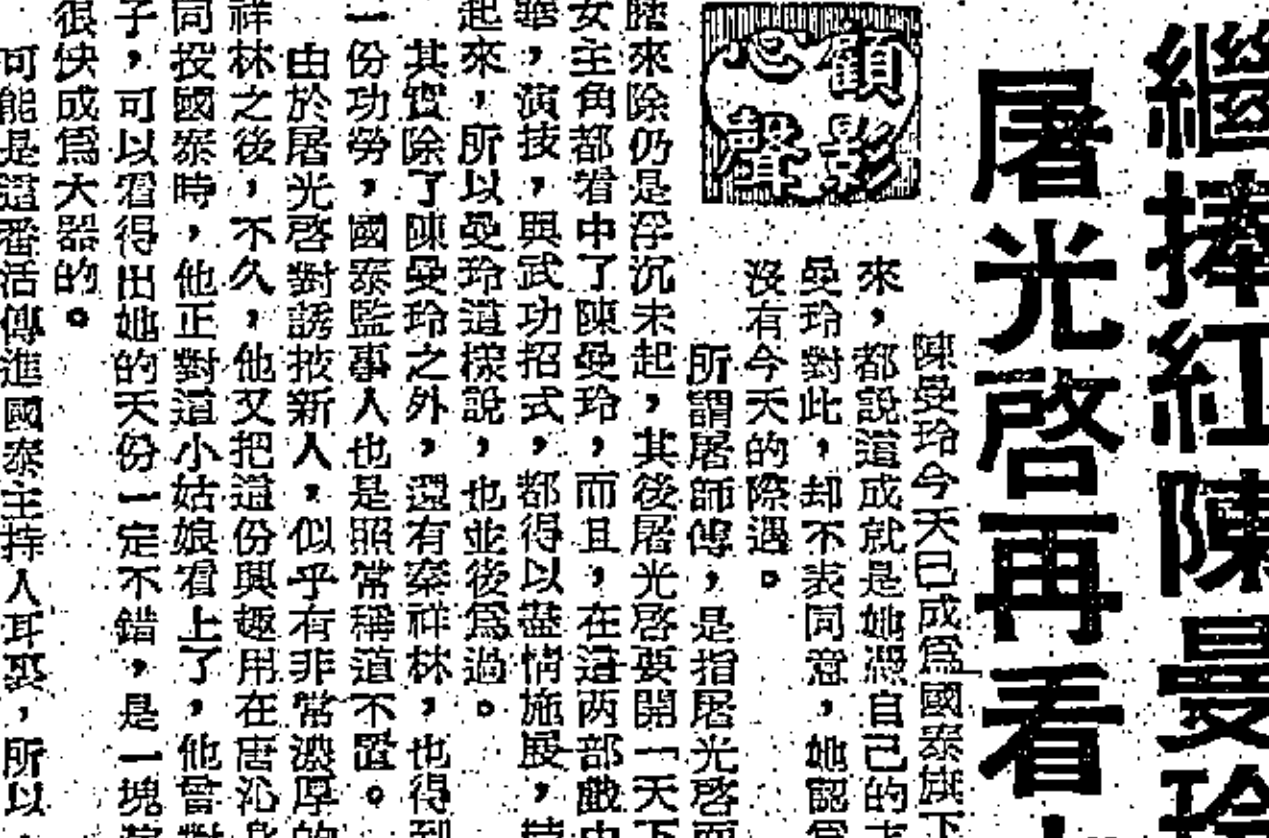 繼捧紅陳曼玲
屠光啓再看
顧影
心聲
陳曼玲今天已成爲國泰旗下
來，都說這成就是她憑自己的
曼玲對此，却不表同意，她認爲
沒有今天的際遇。
所謂屠師傅，是指屠光啓而
陸來除仍是浮沉未起，其後屠光啓要開「天下
女主角都看中了陳曼玲，而且，在這两部戲中
華，演技，與武功招式，都得以盡情施展，
起來，所以曼玲這樣說，也並後爲過。
其實除了陳曼玲之外，還有秦祥林，也得到
一份功勞，國泰監事人也是照常稱道不置。
由於屠光啓對誘掖新人，似乎有非常濃厚的
祥林之後，不久，他又把這份興趣用在唐沁身
同投國泰時，他正對這小姑娘看上了，他曾對
子，可以看得出她的天份一定不錯，是一塊
很快成爲大器的。
可能是這番活傳進國泰主持人耳裏，所以，